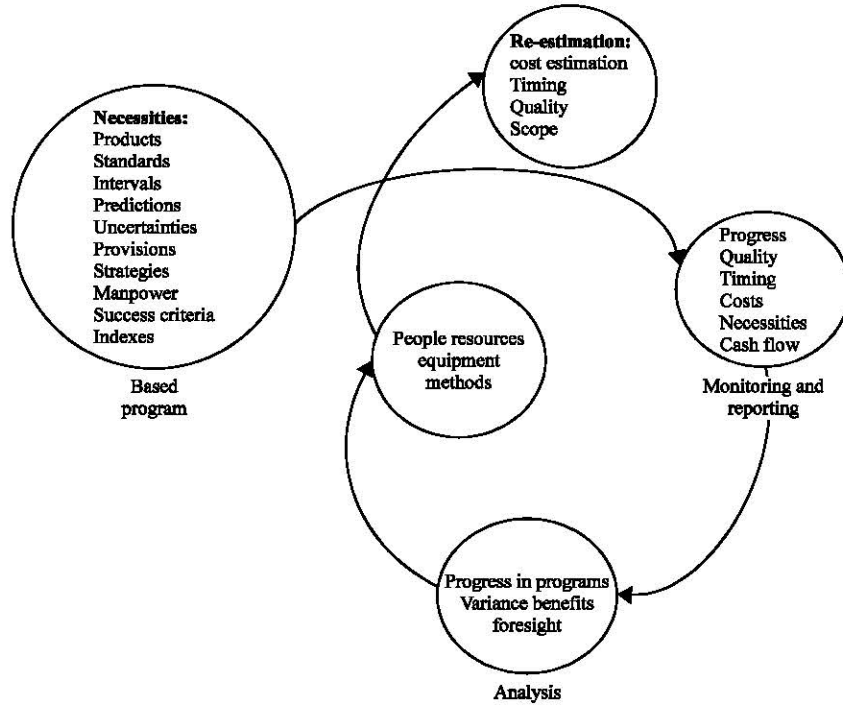 Re-estimation:
cost estimation
Timing
Quality
Scope
Necessities:
Products
Standards
Intervals
Predictions
Uncertainties
Provisions
Strategies
Manpower
Success criteria
Indexes
Based
program
Progress
Quality
Timing
Costs
Necessities
Cash flow
Monitoring and
reporting
People resources
equipment
methods
Progress in programs
Variance benefits
foresight
Analysis